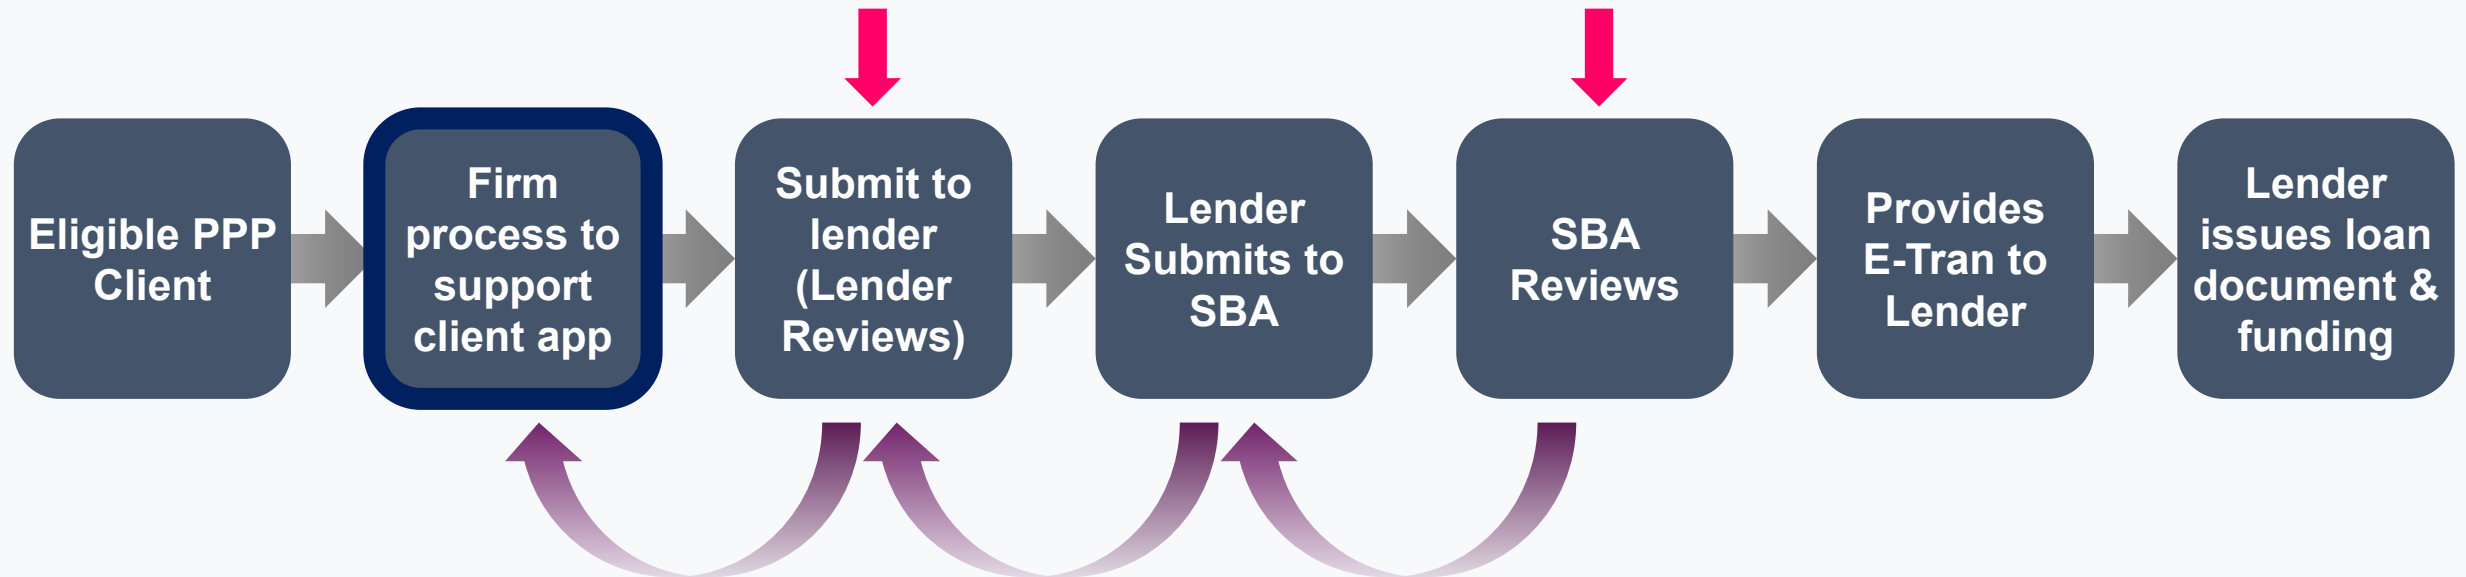 Eligible PPP
Client
Firm
process to
support
client app
Submit to
lender
(Lender
Reviews)
Lender
Submits to
SBA
SBA
Reviews
Provides
E-Tran to
Lender
Lender
issues loan
document &
funding